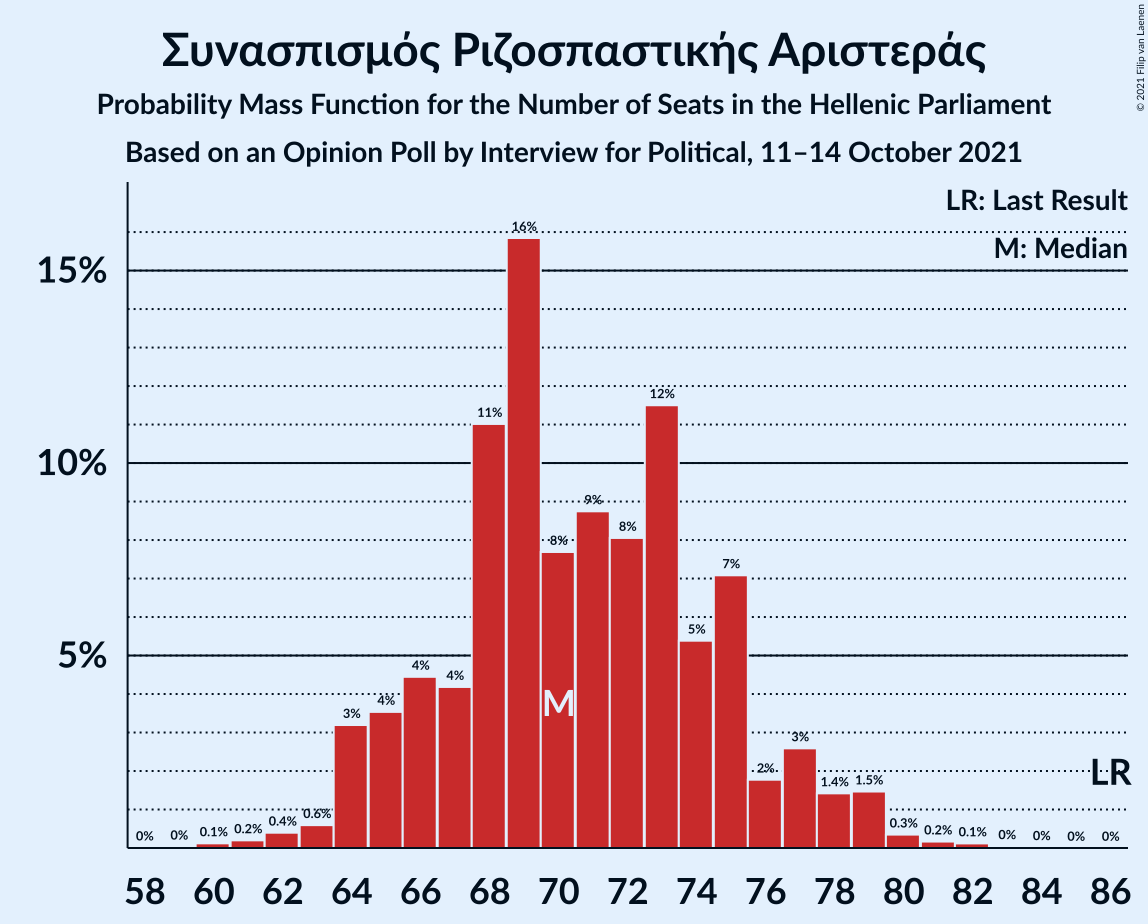 Συνασπισμός Ριζοσπαστικής Αριστεράς
Probability Mass Function for the Number of Seats in the Hellenic Parliament
Based on an Opinion Poll by Interview for Political, 11–14 October 2021
© 2021 Filip van Laenen
LR: Last Result
M: Median
15%
10%
5%
0% 0% 0.1% 0.2% 0.4% 0.6% 3% 4% 4% 4% 11% 16% 8% 9% 8% 12% 5% 7% 2% 3% 1.4% 1.5% 0.3% 0.2% 0.1% 0% 0% 0% 0%
M
LR
58 60 62 64 66 68 70 72 74 76 78 80 82 84 86